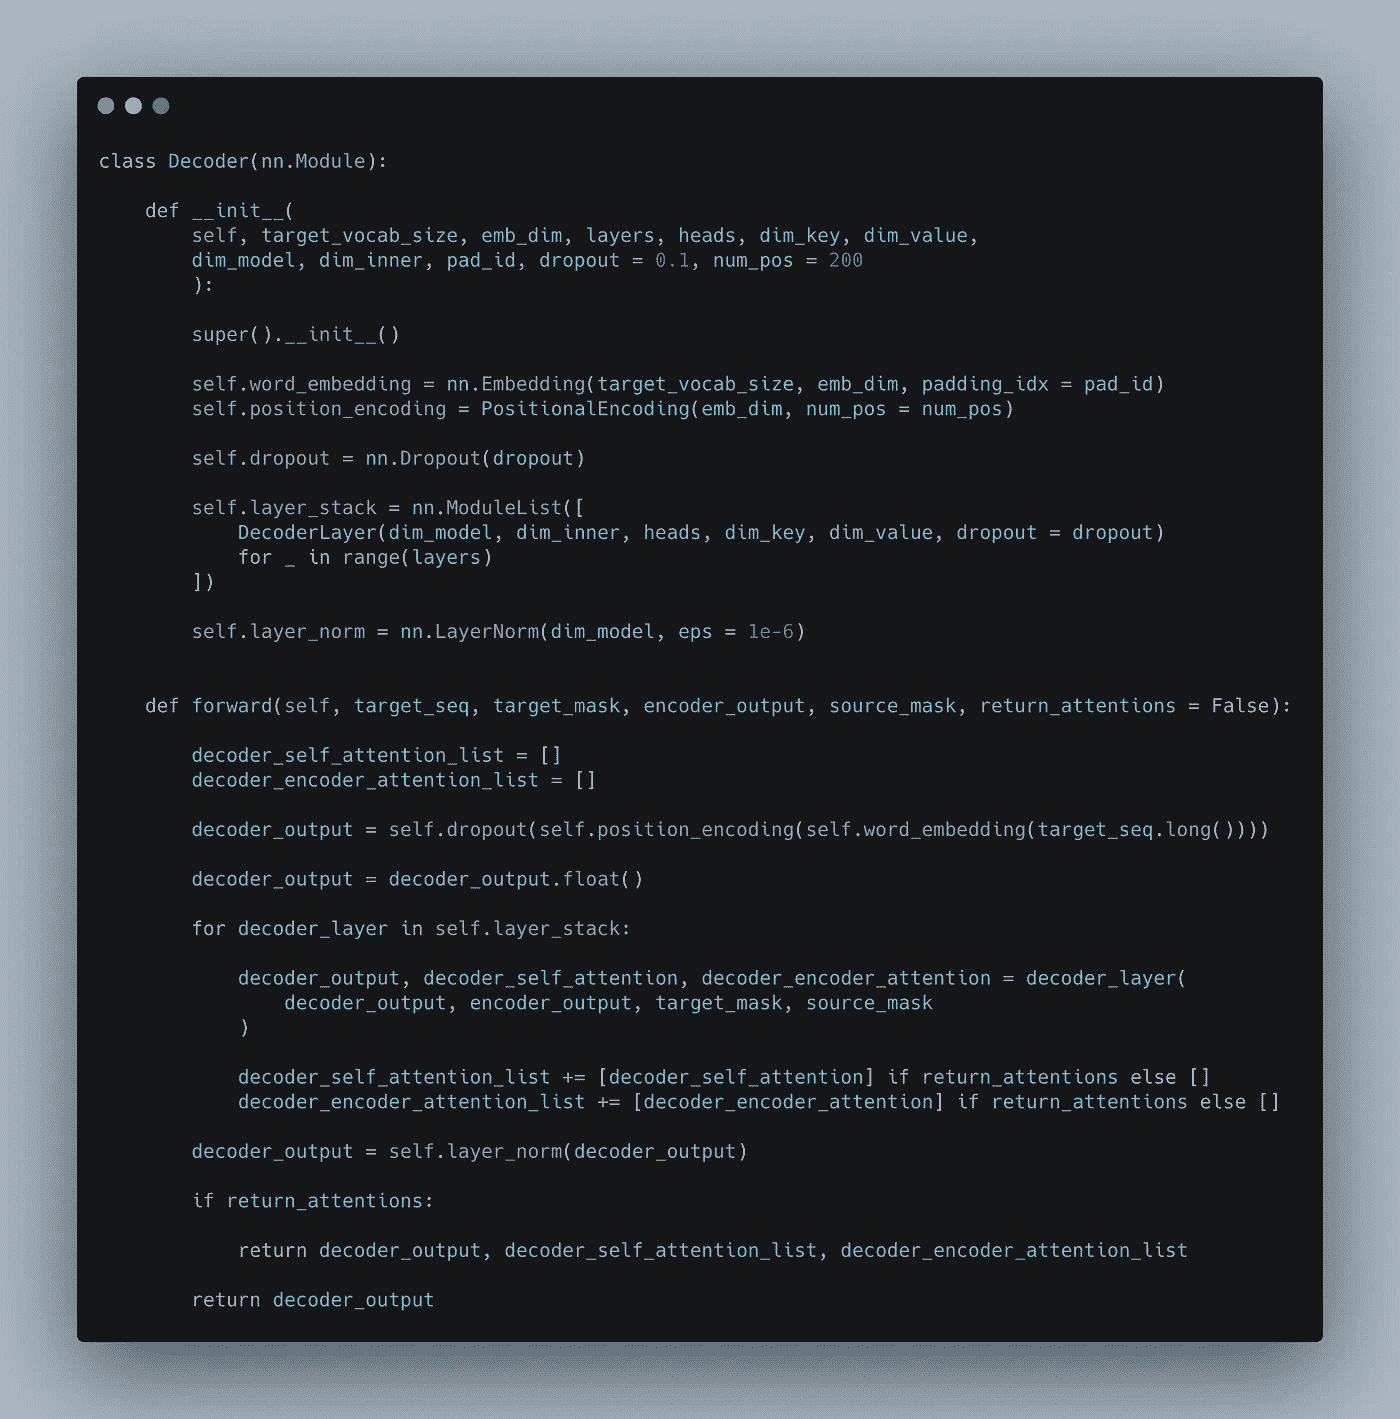 class Decoder(nn.Module):
    def __init__(
        self, target_vocab_size, emb_dim, layers, heads, dim_key, dim_value,
        dim_model, dim_inner, pad_id, dropout = 0.1, num_pos = 200
        ):
        super().__init__()
        self.word_embedding = nn.Embedding(target_vocab_size, emb_dim, padding_idx = pad_id)
        self.position_encoding = PositionalEncoding(emb_dim, num_pos = num_pos)
        self.dropout = nn.Dropout(dropout)
        self.layer_stack = nn.ModuleList([
            DecoderLayer(dim_model, dim_inner, heads, dim_key, dim_value, dropout = dropout)
            for _ in range(layers)
        ])
        self.layer_norm = nn.LayerNorm(dim_model, eps = 1e-6)
    def forward(self, target_seq, target_mask, encoder_output, source_mask, return_attentions = False):
        decoder_self_attention_list = []
        decoder_encoder_attention_list = []
        decoder_output = self.dropout(self.position_encoding(self.word_embedding(target_seq.long())))
        decoder_output = decoder_output.float()
        for decoder_layer in self.layer_stack:
            decoder_output, decoder_self_attention, decoder_encoder_attention = decoder_layer(
                decoder_output, encoder_output, target_mask, source_mask
            )
            decoder_self_attention_list += [decoder_self_attention] if return_attentions else []
            decoder_encoder_attention_list += [decoder_encoder_attention] if return_attentions else []
        decoder_output = self.layer_norm(decoder_output)
        if return_attentions:
            return decoder_output, decoder_self_attention_list, decoder_encoder_attention_list
        return decoder_output